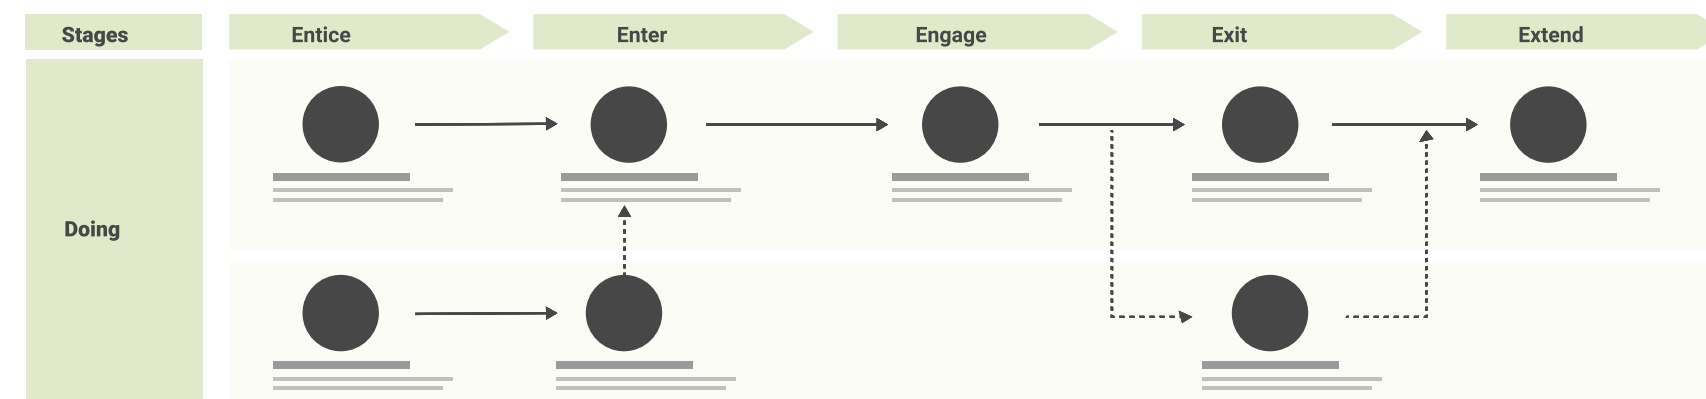 Stages
Entice
Enter
Engage
Exit
Extend
Doing